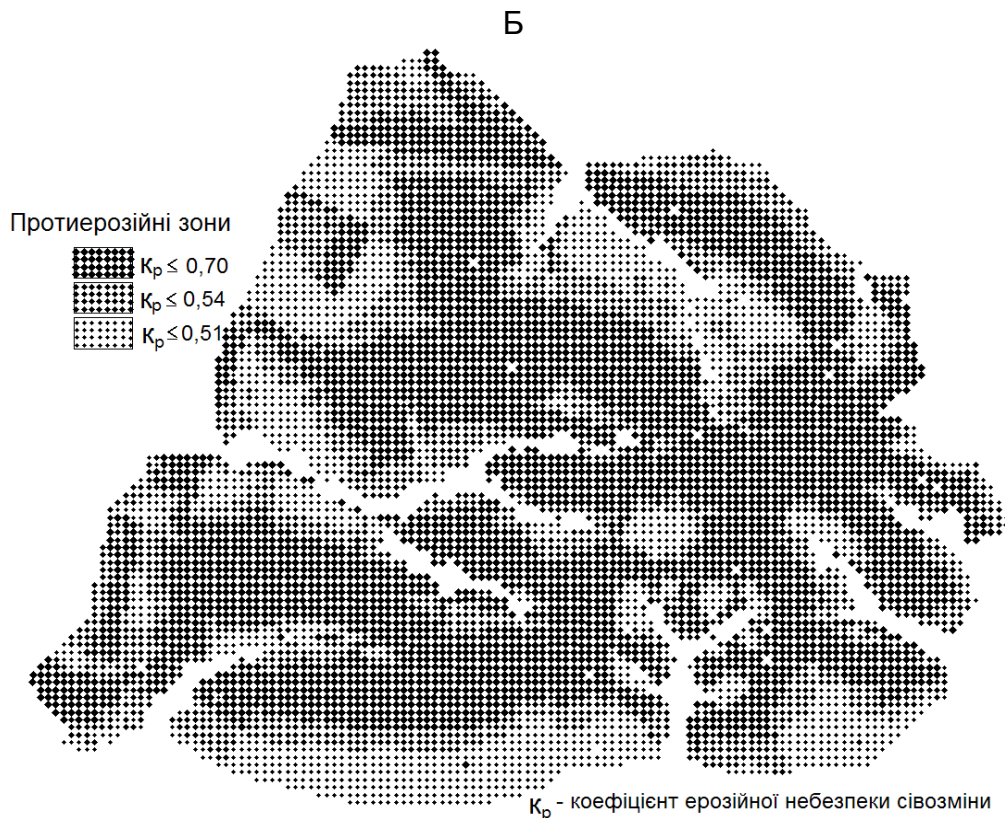 Б
Протиерозійні зони
Кр ≤ 0,70
Кр ≤ 0,54
Кр ≤ 0,51
Кр - коефіцієнт ерозійної небезпеки сівозміни